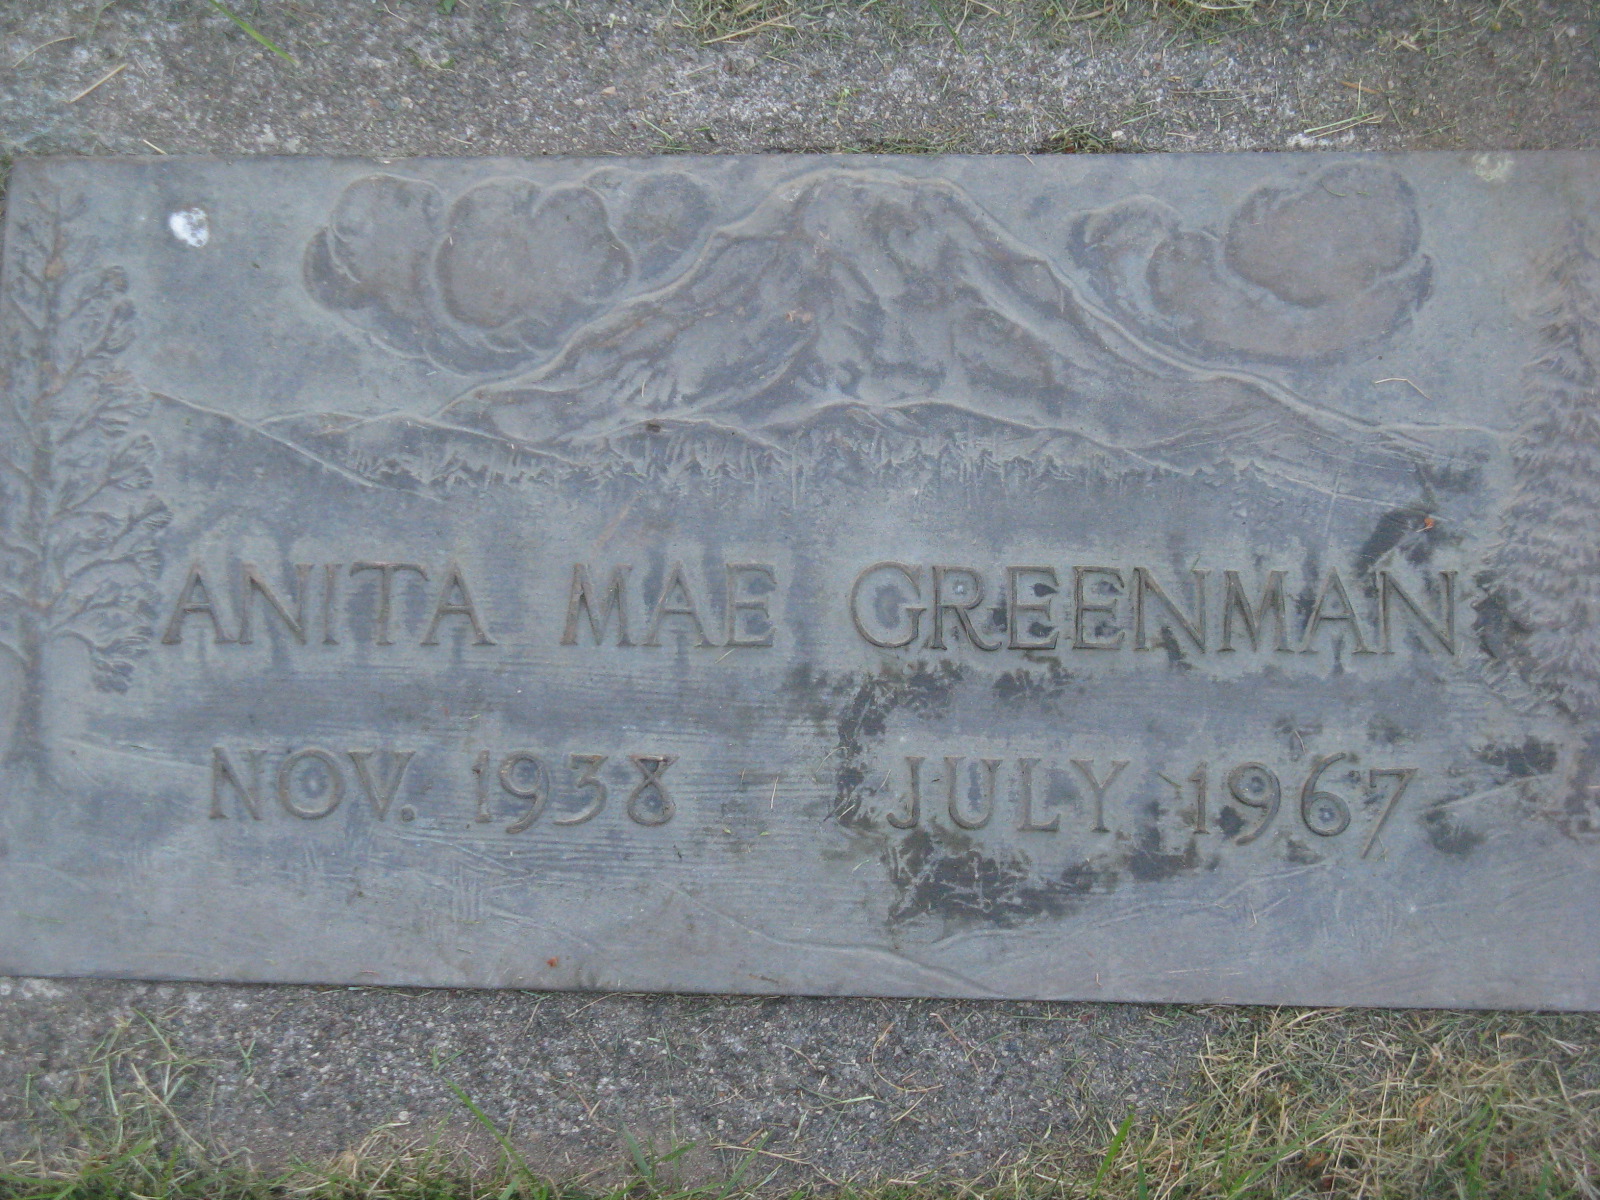 ANITA MAE GREENMAN
NOV. 1938 JULY 1967